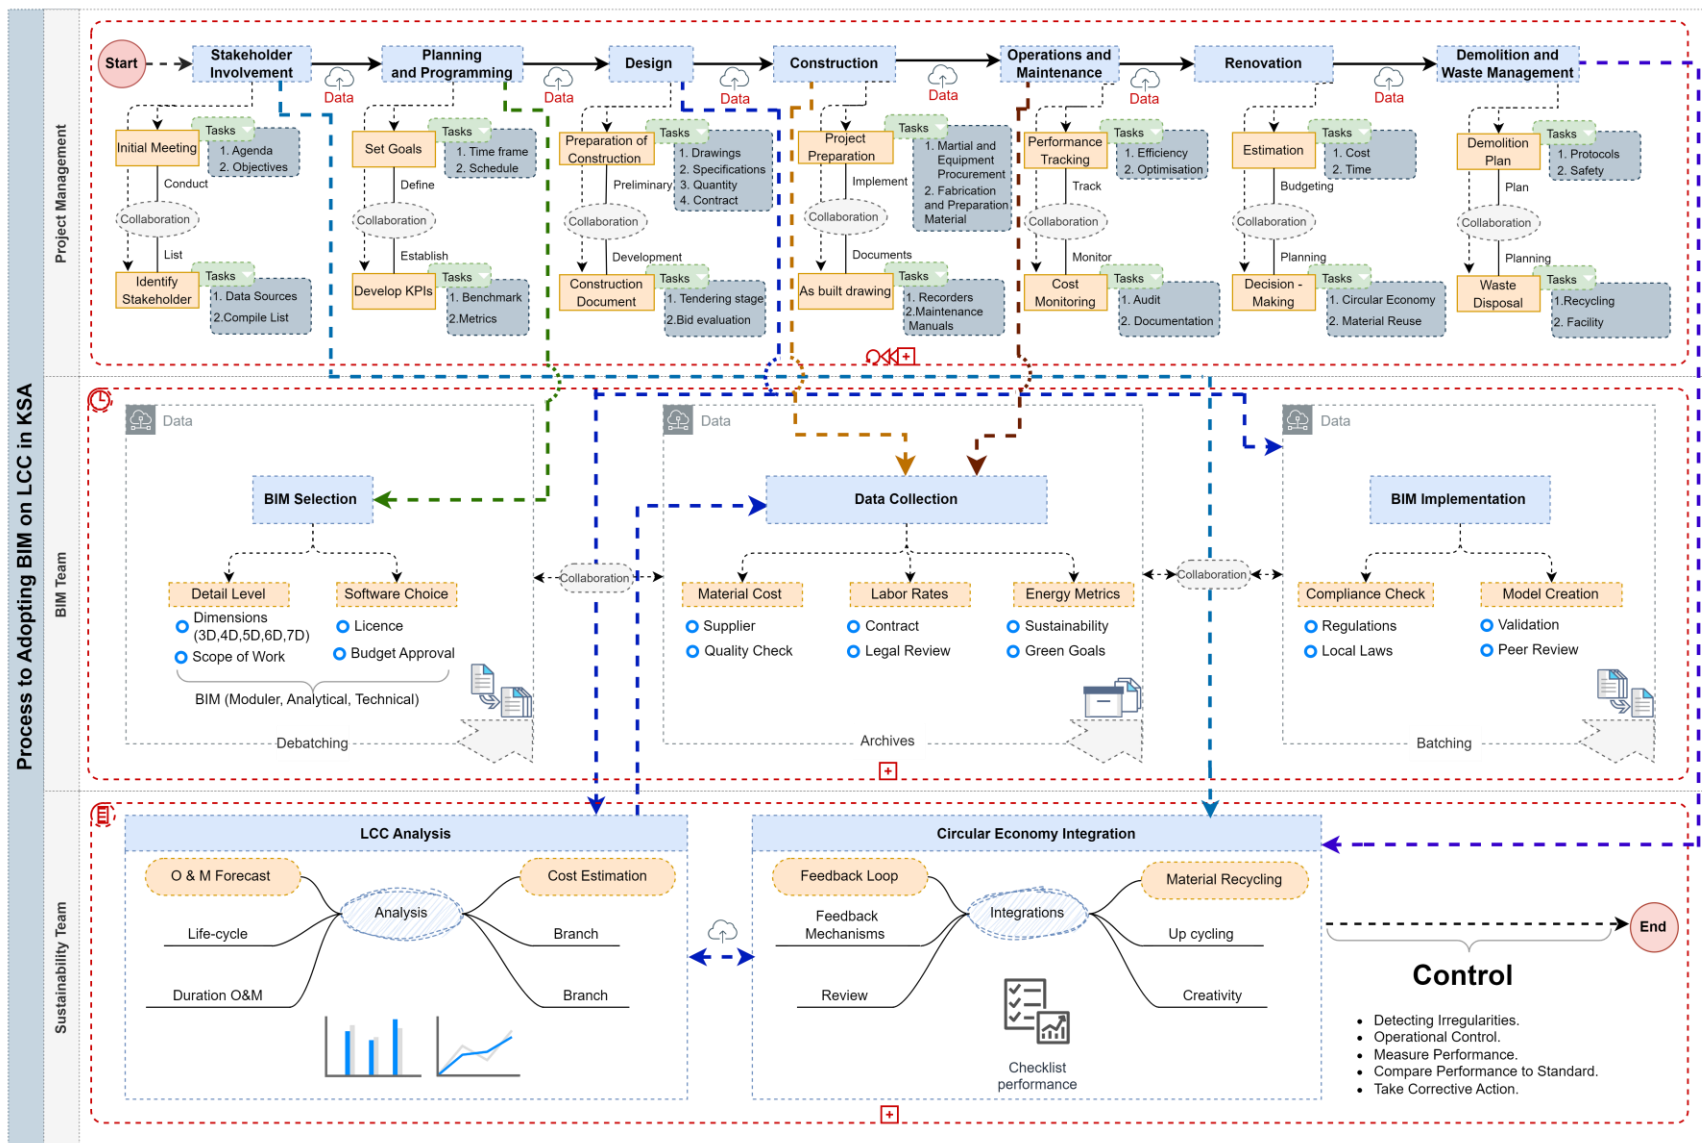 Process to Adopting BIM on LCC in KSA
Project Management
Start
Stakeholder
Involvement
Data
Planning
and Programming
Data
Design
Data
Construction
Data
Operations and
Maintenance
Data
Renovation
Data
Demolition and
Waste Management
Initial Meeting
Tasks
1. Agenda
2. Objectives
Conduct
Collaboration
List
Identify
Stakeholder
Tasks
1. Data Sources
2.Compile List
Set Goals
Tasks
1. Time frame
2. Schedule
Define
Collaboration
Establish
Develop KPIs
Tasks
1. Benchmark
2.Metrics
Preparation of
Construction
Tasks
1. Drawings
2. Specifications
3. Quantity
4. Contract
Preliminary
Collaboration
Development
Construction
Document
Tasks
1. Tendering stage
2.Bid evaluation
Project
Preparation
Tasks
1. Martial and
Equipment
Procurement
2. Fabrication
and Preparation
Material
Implement
Collaboration
Documents
As built drawing
Tasks
1. Recorders
2.Maintenance
Manuals
Performance
Tracking
Tasks
1. Efficiency
2. Optimisation
Track
Collaboration
Monitor
Cost
Monitoring
Tasks
1. Audit
2. Documentation
Estimation
Tasks
1. Cost
2. Time
Budgeting
Collaboration
Planning
Decision -
Making
Tasks
1. Circular Economy
2. Material Reuse
Demolition
Plan
Tasks
1. Protocols
2. Safety
Plan
Collaboration
Planning
Waste
Disposal
Tasks
1.Recycling
2. Facility
BIM Team
Data
BIM Selection
Detail Level
Dimensions
(3D,4D,5D,6D,7D)
Scope of Work
Software Choice
Licence
Budget Approval
BIM (Moduler, Analytical, Technical)
Debatching
Collaboration
Data
Data Collection
Material Cost
Supplier
Quality Check
Labor Rates
Contract
Legal Review
Energy Metrics
Sustainability
Green Goals
Archives
Collaboration
Data
BIM Implementation
Compliance Check
Regulations
Local Laws
Model Creation
Validation
Peer Review
Batching
Sustainability Team
LCC Analysis
O & M Forecast
Life-cycle
Duration O&M
Analysis
Cost Estimation
Branch
Branch
Circular Economy Integration
Feedback Loop
Feedback
Mechanisms
Review
Integrations
Material Recycling
Up cycling
Creativity
Checklist
performance
End
Control
• Detecting Irregularities.
• Operational Control.
• Measure Performance.
• Compare Performance to Standard.
• Take Corrective Action.